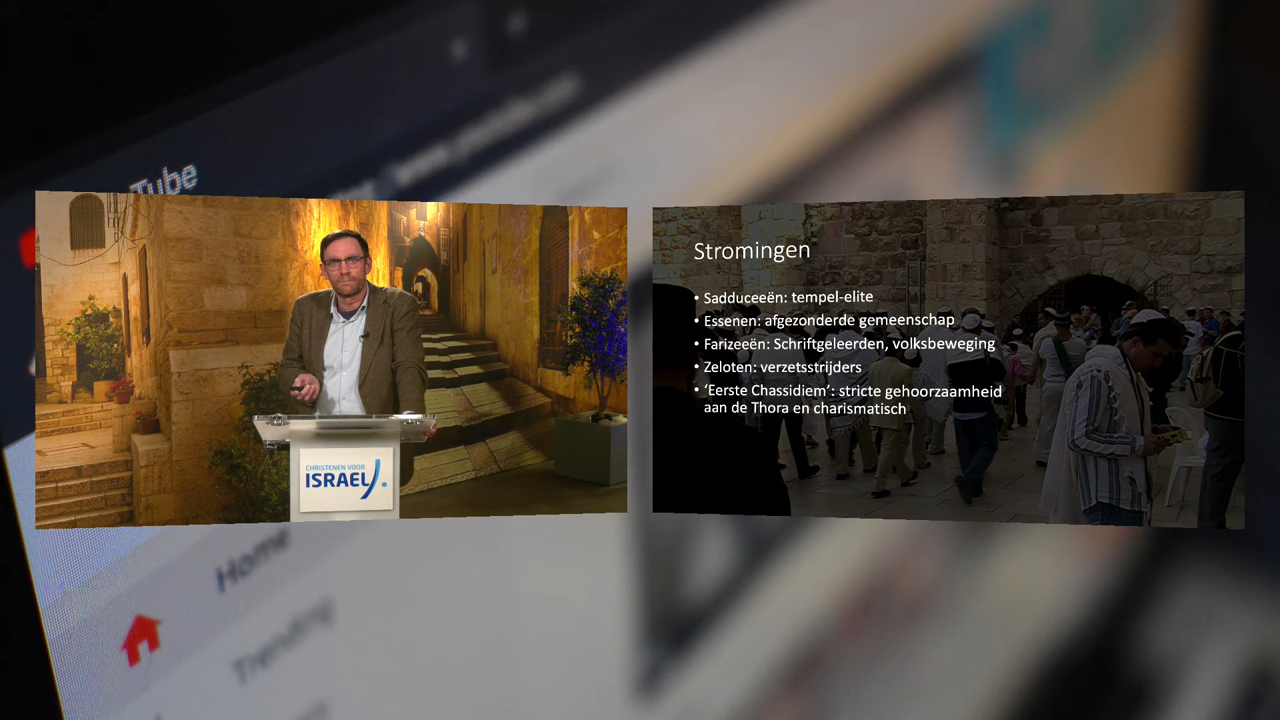 Tube
Stromingen
• Sadduceeën: tempel-elite
• Essenen: afgezonderde gemeenschap
• Farizeeën: Schriftgeleerden, volksbeweging
• Zeloten: verzetsstrijders
• ‘Eerste Chassidiem’: stricte gehoorzaamheid
aan de Thora en charismatisch
CHRISTENEN VOOR
ISRAEL
Home
Trending